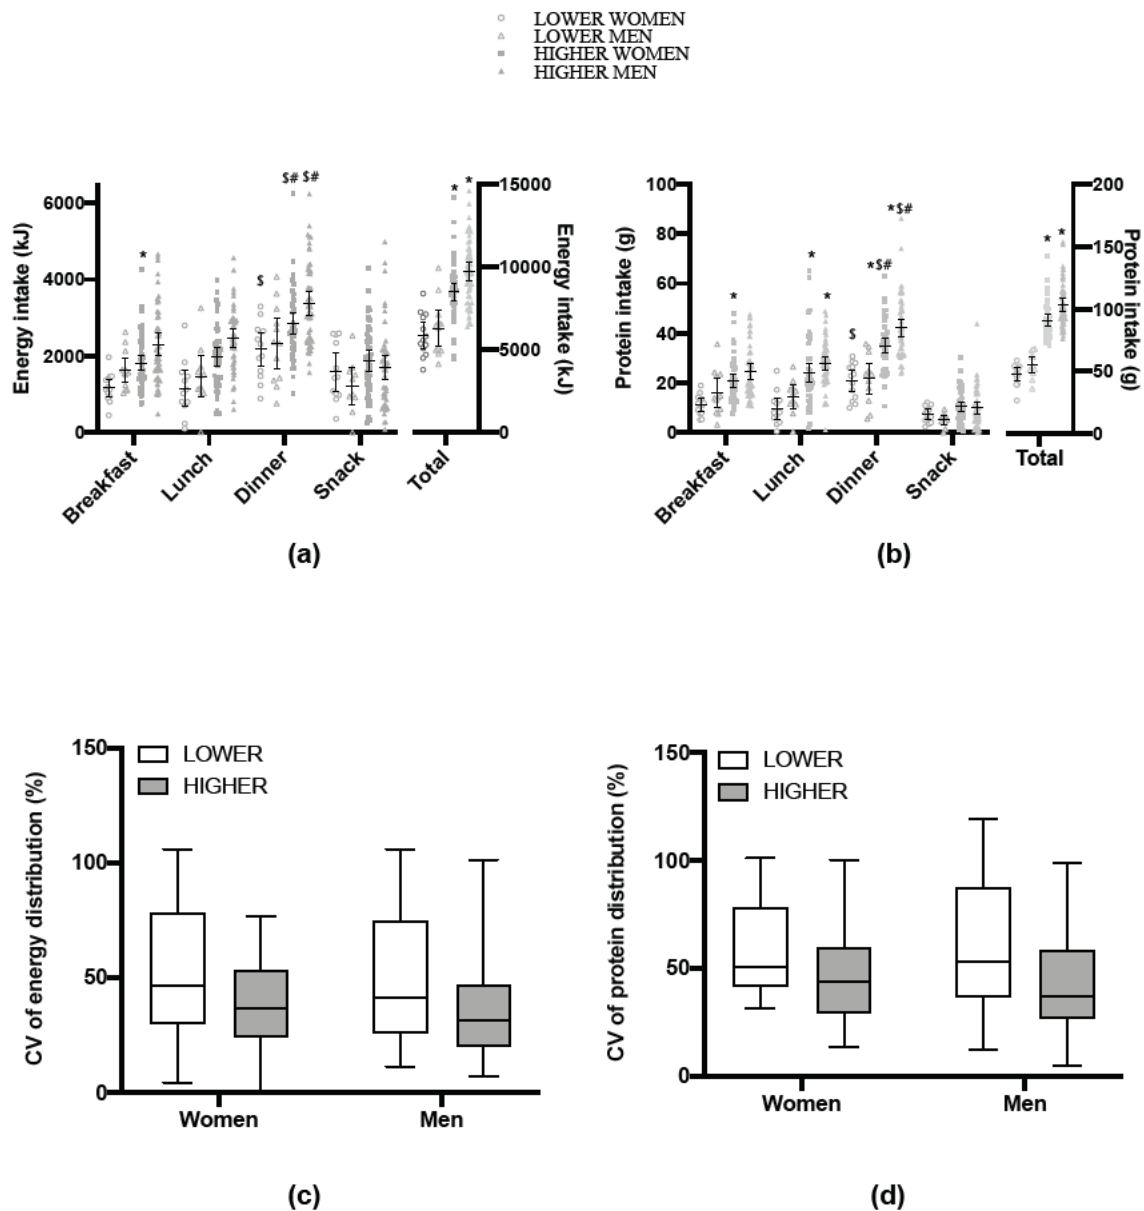 LOWER WOMEN
LOWER MEN
HIGHER WOMEN
HIGHER MEN
Energy intake (kJ)
6000
4000
2000
0
*
$
$#
$#
*
*
15000
10000
5000
0
Energy intake (kJ)
Breakfast
Lunch
Dinner
Snack
Total
(a)
Protein intake (g)
100
80
60
40
20
0
*
*
*
$
*$#
*$#
*
*
200
150
100
50
0
Protein intake (g)
Breakfast
Lunch
Dinner
Snack
Total
(b)
CV of energy distribution (%)
150
100
50
0
LOWER
HIGHER
Women
Men
(c)
CV of protein distribution (%)
150
100
50
0
LOWER
HIGHER
Women
Men
(d)